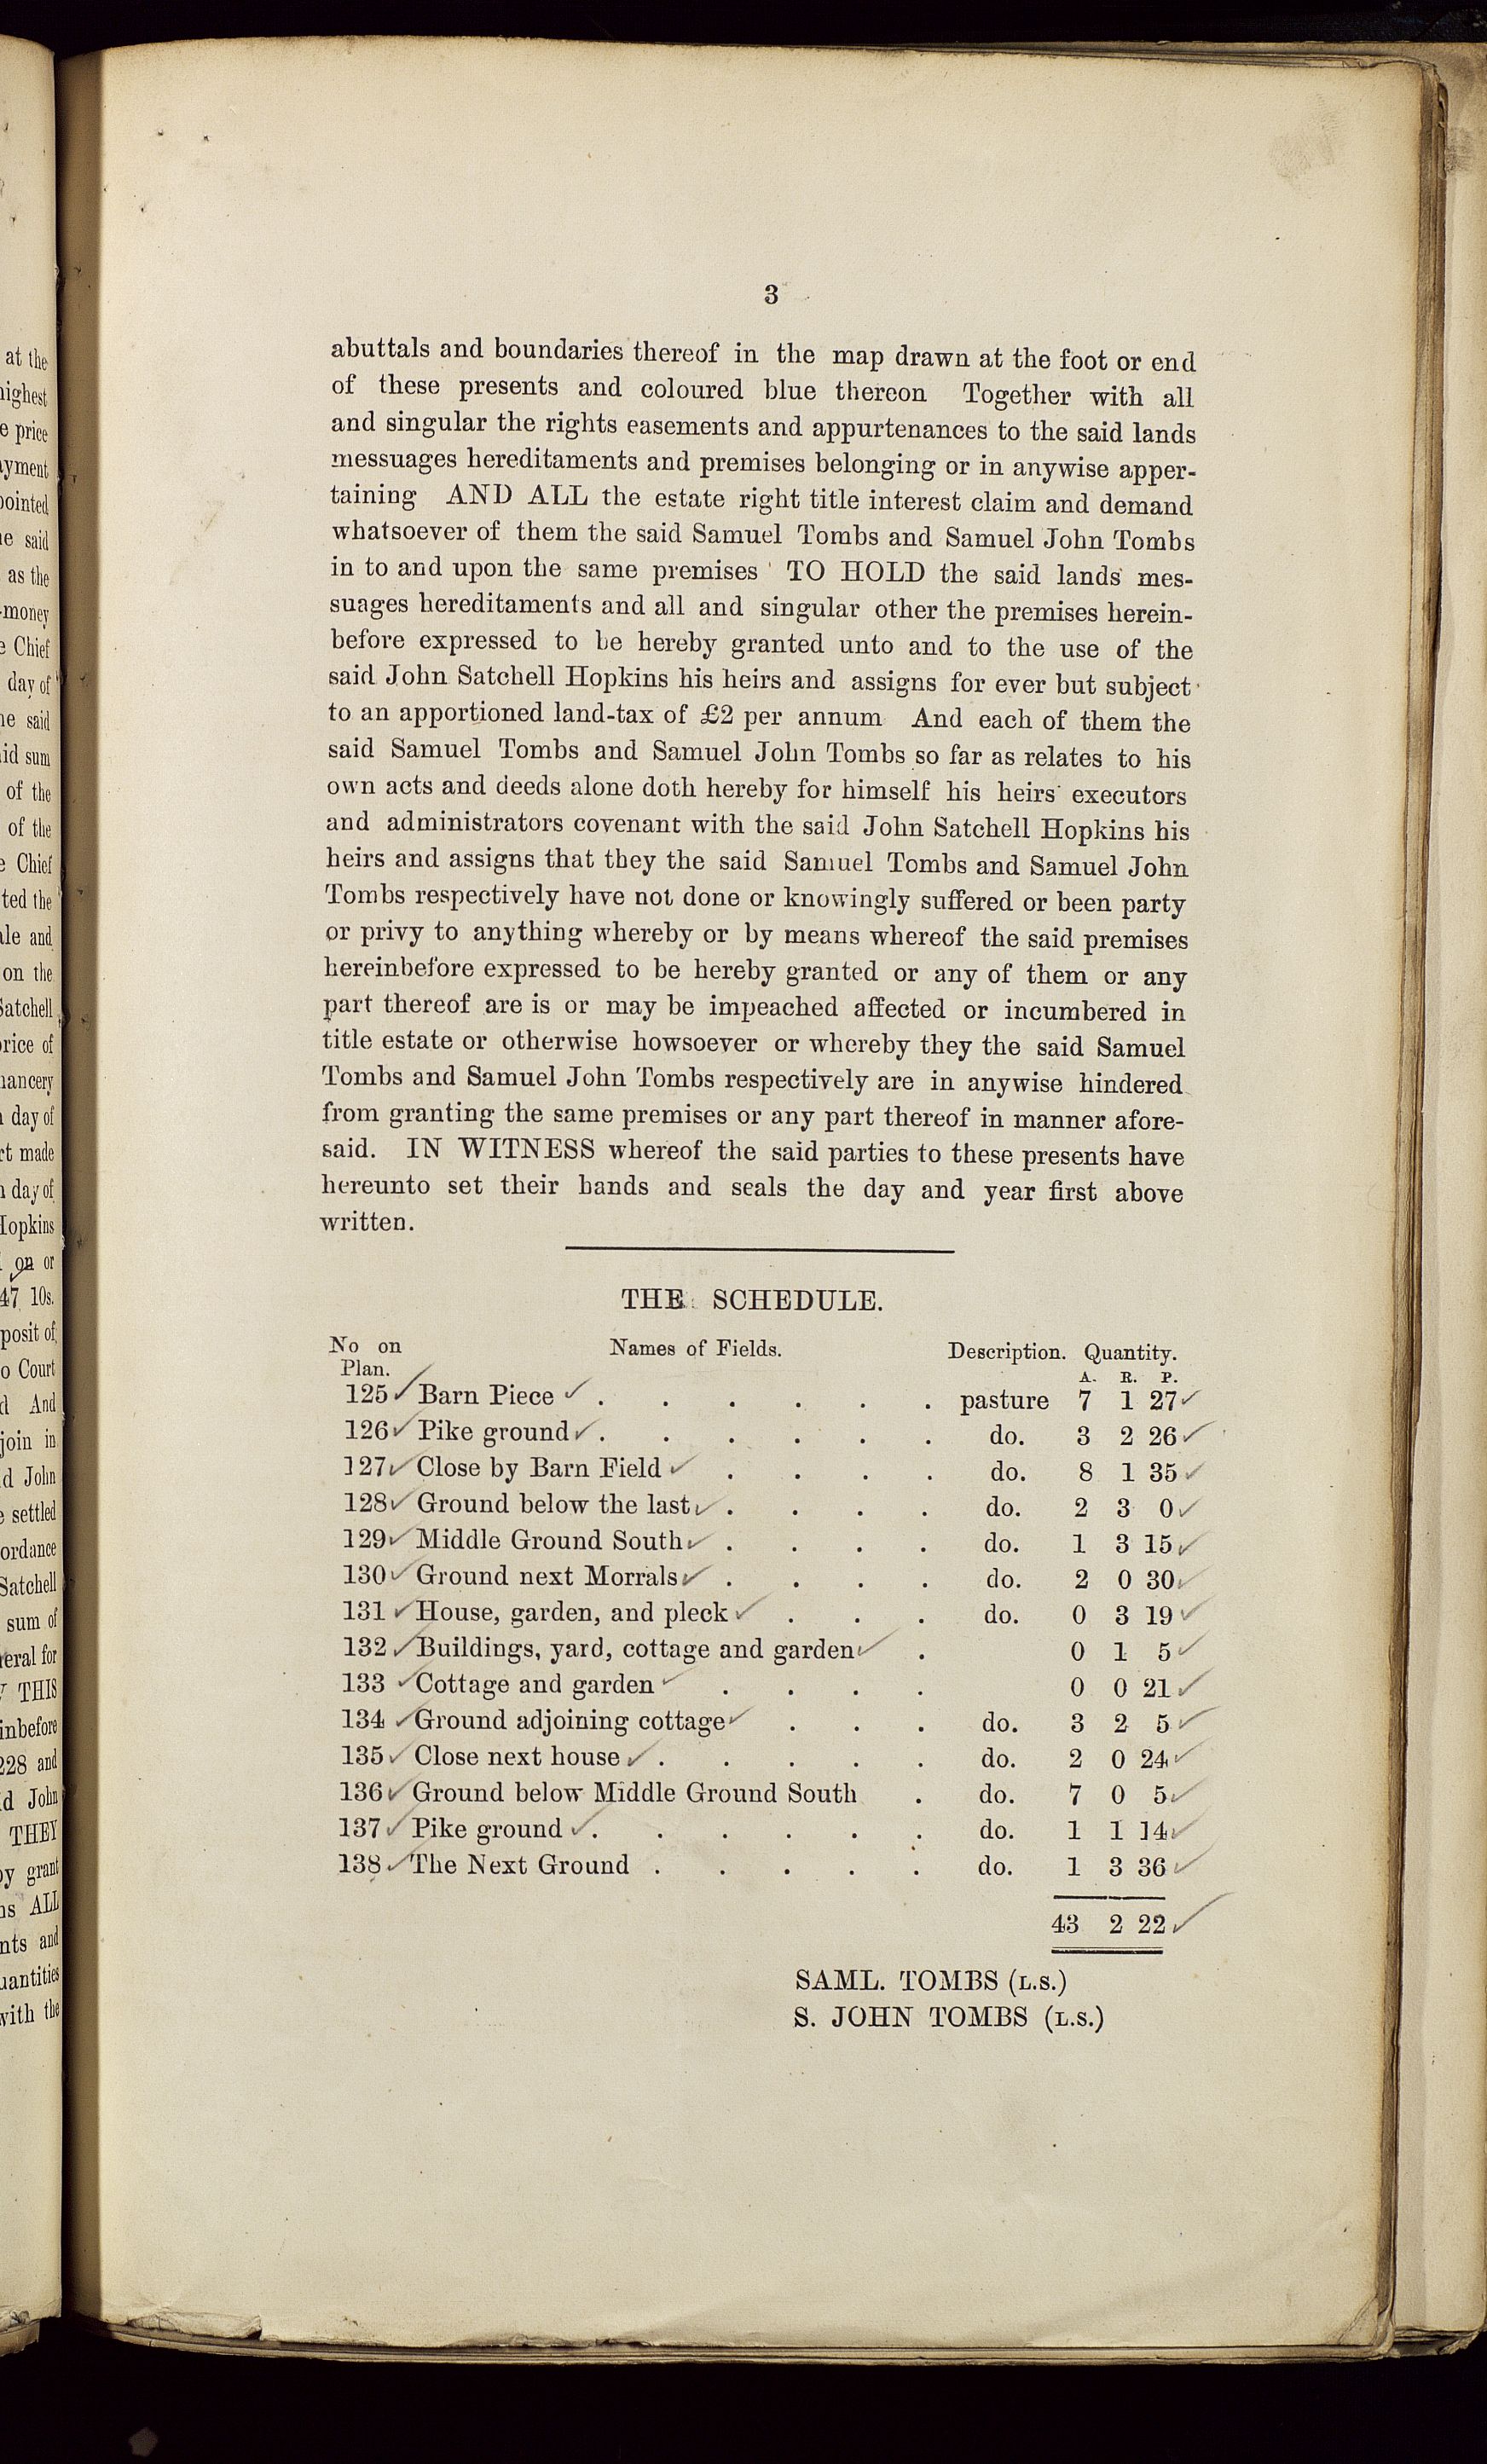 3
abuttals and boundaries thereof in the map drawn at the foot or end
of these presents and coloured blue thereon Together with all
and singular the rights easements and appurtenances to the said lands
messuages hereditaments and premises belonging or in anywise apper-
taining AND ALL the estate right title interest claim and demand
whatsoever of them the said Samuel Tombs and Samuel John Tombs
in to and upon the same premises TO HOLD the said lands mes-
suages hereditaments and all and singular other the premises herein-
before expressed to be hereby granted unto and to the use of the
said John Satchell Hopkins his heirs and assigns for ever but subject
to an apportioned land-tax of £2 per annum And each of them the
said Samuel Tombs and Samuel John Tombs so far as relates to his
own acts and deeds alone doth hereby for himself his heirs executors
and administrators covenant with the said John Satchell Hopkins his
heirs and assigns that they the said Samuel Tombs and Samuel John
Tombs respectively have not done or knowingly suffered or been party
or privy to anything whereby or by means whereof the said premises
hereinbefore expressed to be hereby granted or any of them or any
part thereof are is or may be impeached affected or incumbered in
title estate or otherwise howsoever or whereby they the said Samuel
Tombs and Samuel John Tombs respectively are in anywise hindered
from granting the same premises or any part thereof in manner afore-
said. IN WITNESS whereof the said parties to these presents have
hereunto set their hands and seals the day and year first above
written.
THE SCHEDULE.
No on Plan. Names of Fields. Description. Quantity.
A. R. P.
125 ✓ Barn Piece ✓ . . . . . . pasture 7 1 27 ✓
126 ✓ Pike ground ✓ . . . . . . do. 3 2 26 ✓
127 ✓ Close by Barn Field ✓ . . . . do. 8 1 35 ✓
128 ✓ Ground below the last ✓ . . . . do. 2 3 0 ✓
129 ✓ Middle Ground South ✓ . . . . do. 1 3 15 ✓
130 ✓ Ground next Morrals ✓ . . . . do. 2 0 30 ✓
131 ✓ House, garden, and pleck ✓ . . . do. 0 3 19 ✓
132 ✓ Buildings, yard, cottage and garden ✓ . 0 1 5 ✓
133 ✓ Cottage and garden ✓ . . . . 0 0 21 ✓
134 ✓ Ground adjoining cottage ✓ . . . do. 3 2 5 ✓
135 ✓ Close next house ✓ . . . . . do. 2 0 24 ✓
136 ✓ Ground below Middle Ground South . do. 7 0 5 ✓
137 ✓ Pike ground ✓ . . . . . . do. 1 1 14 ✓
138 ✓ The Next Ground . . . . . do. 1 3 36 ✓
43 2 22 ✓
SAML. TOMBS (L.S.)
S. JOHN TOMBS (L.S.)